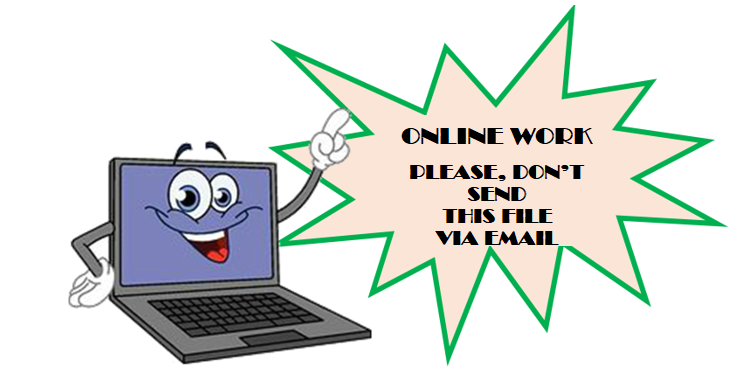 ONLINE WORK
PLEASE, DON'T
SEND
THIS FILE
VIA EMAIL